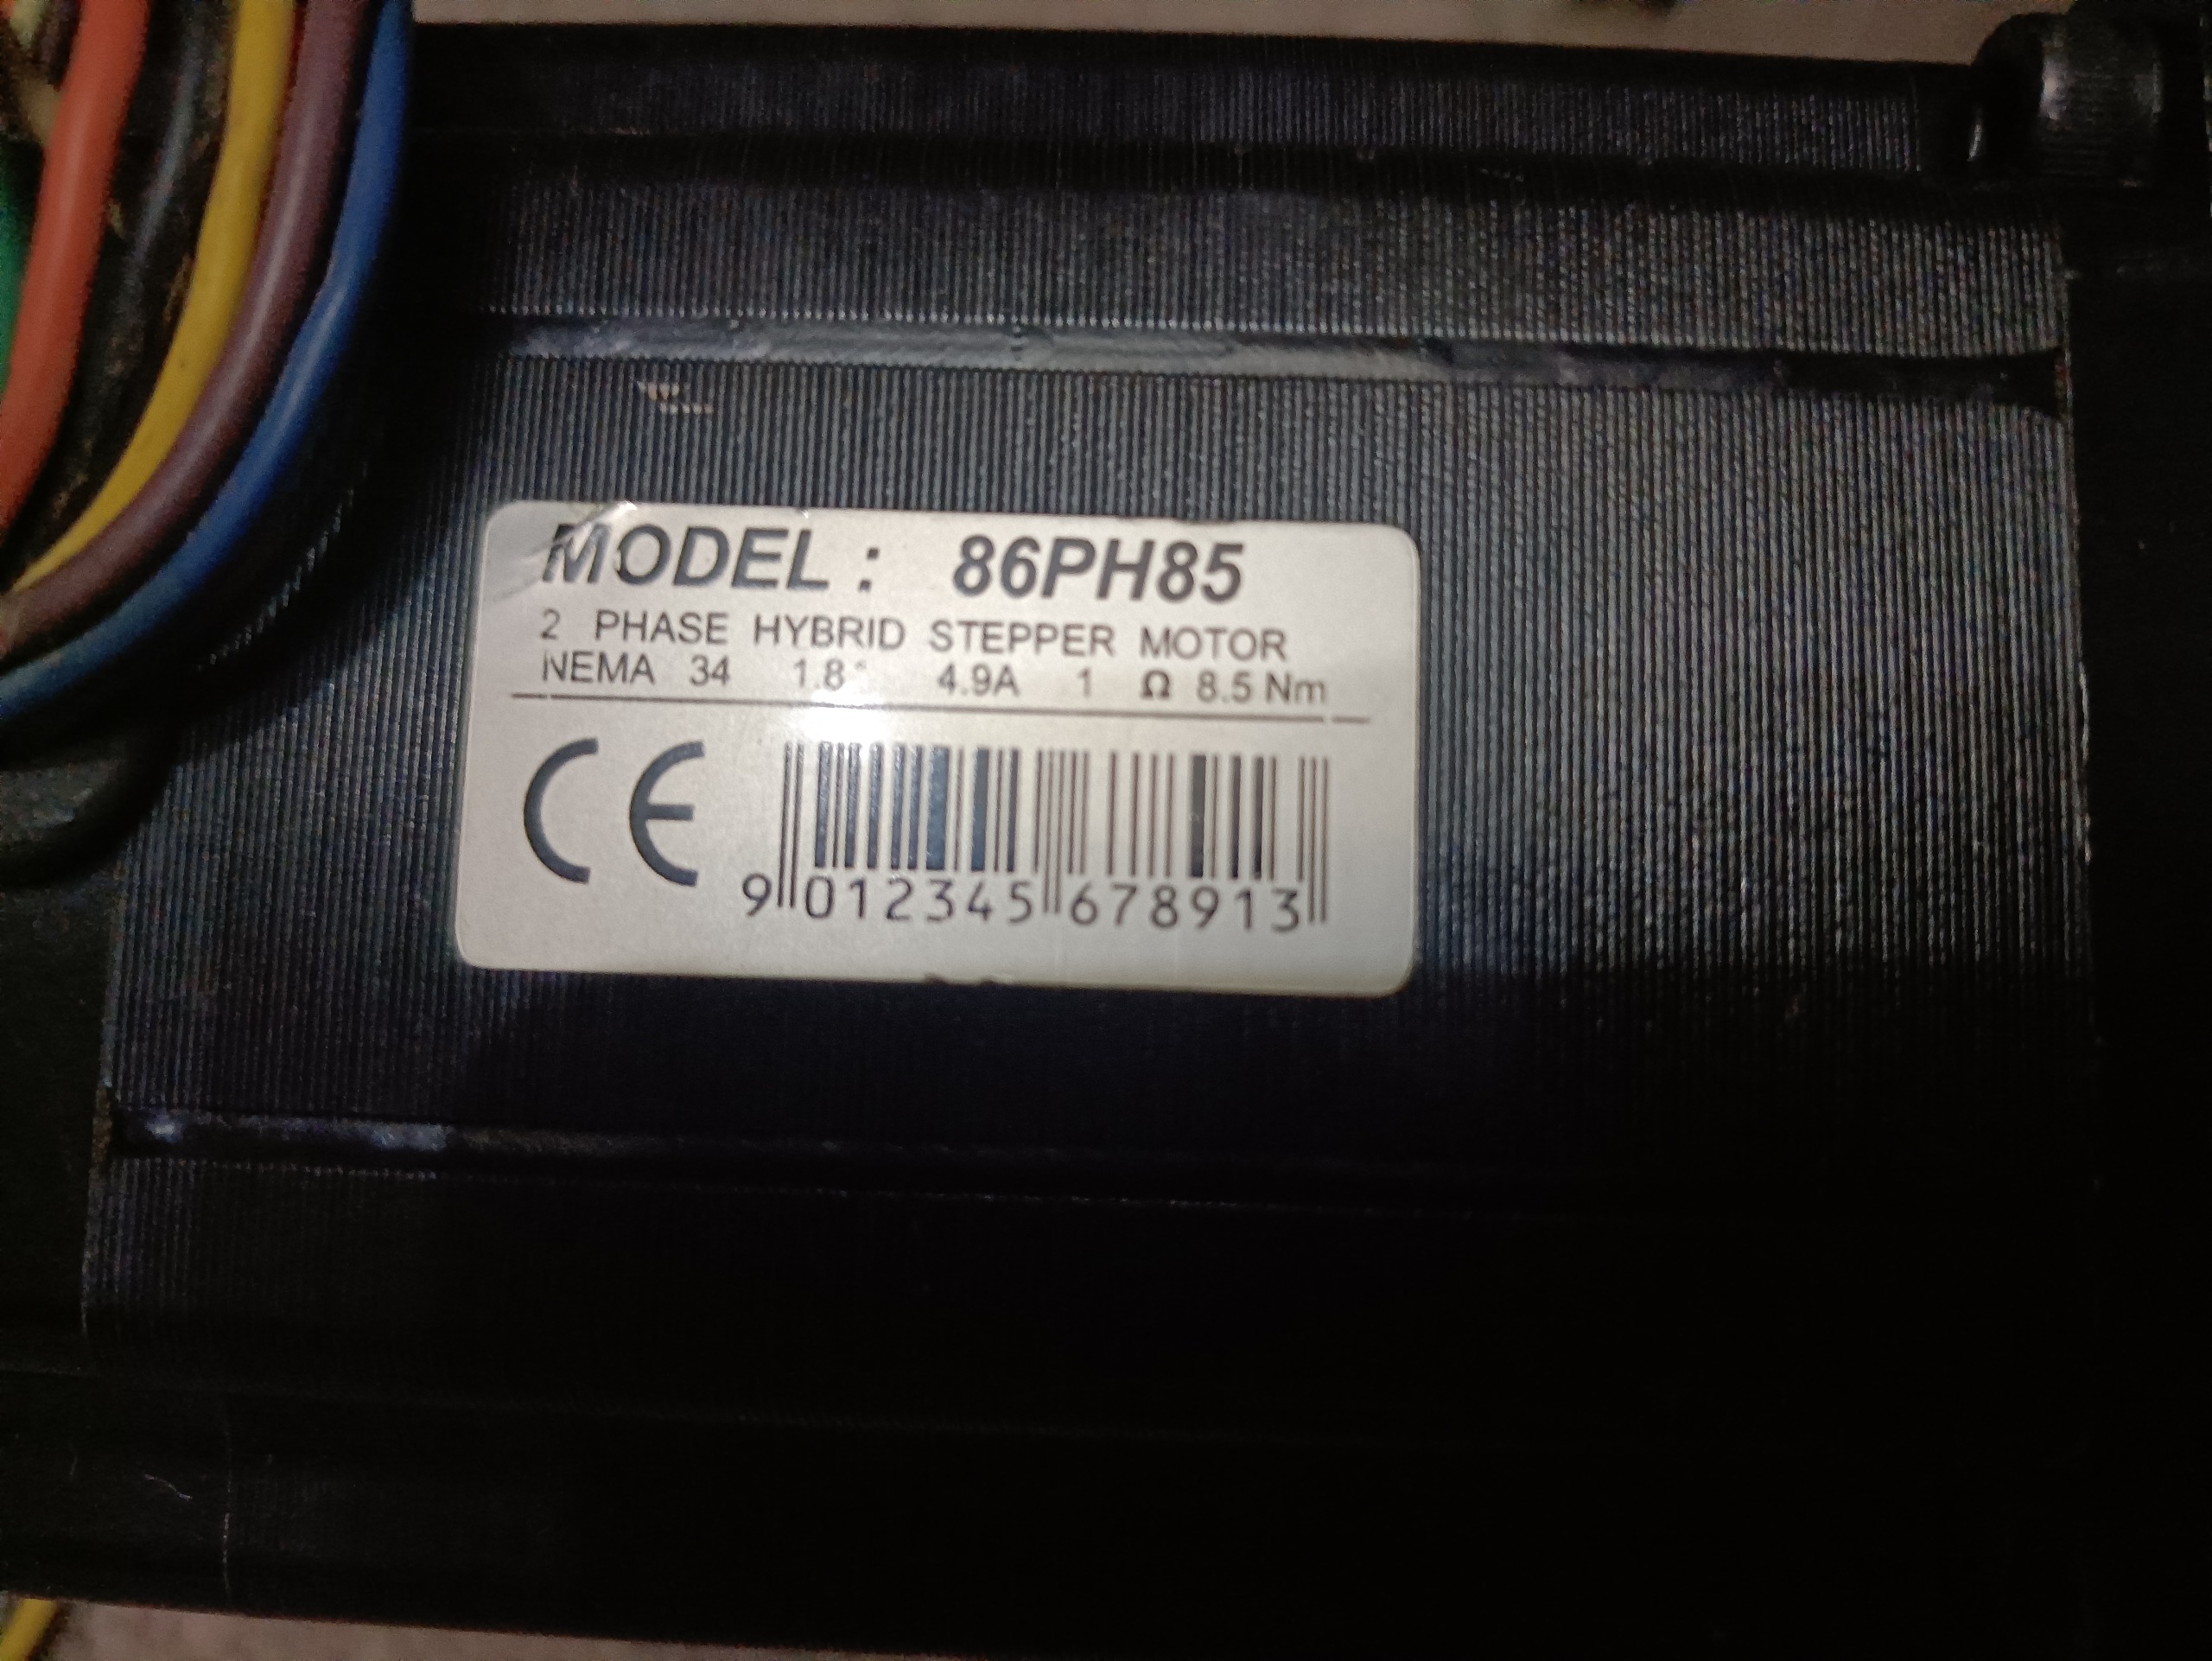 MODEL : 86PH85
2 PHASE HYBRID STEPPER MOTOR
NEMA 34 1.8° 4.9A 1 Ω 8.5 Nm
CE
9 012345 678913